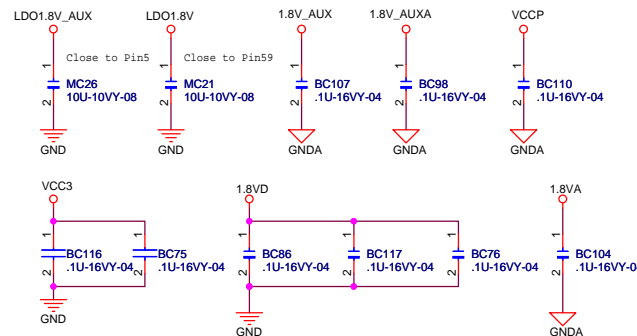 LDO1.8V_AUX
LDO1.8V
1.8V_AUX
1.8V_AUXA
VCCP
Close to Pin5
Close to Pin59
1
MC26
10U-10VY-08
2
1
MC21
10U-10VY-08
2
1
BC107
.1U-16VY-04
2
1
BC98
.1U-16VY-04
2
1
BC110
.1U-16VY-04
2
GND
GND
GNDA
GNDA
GNDA
VCC3
1.8VD
1.8VA
1
BC116
.1U-16VY-04
2
1
BC75
.1U-16VY-04
2
1
BC86
.1U-16VY-04
2
1
BC117
.1U-16VY-04
2
1
BC76
.1U-16VY-04
2
1
BC104
.1U-16VY-0
2
GND
GND
GNDA